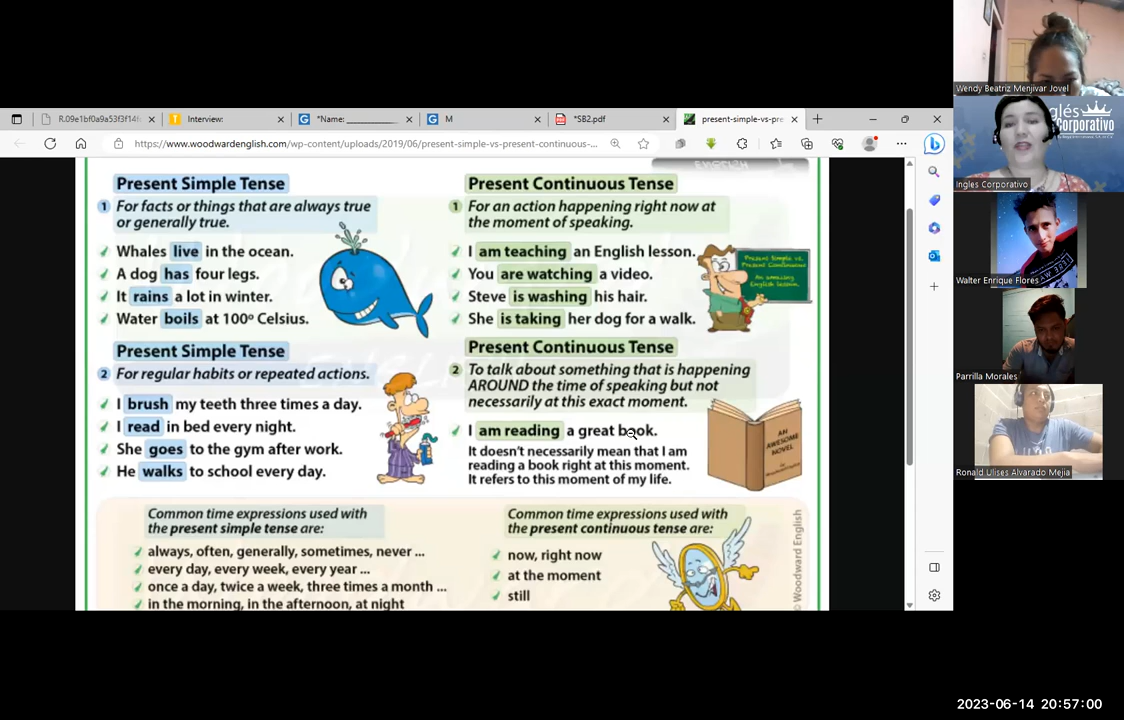 R.09e1bf0a9a53f3f14f
Interview:
*Name: ___________
M
*SB2.pdf
present-simple-vs-pre
https://www.woodwardenglish.com/wp-content/uploads/2019/06/present-simple-vs-present-continuous-...
ENGLISH
Present Simple Tense
1 For facts or things that are always true
or generally true.
Whales live in the ocean.
A dog has four legs.
It rains a lot in winter.
Water boils at 100º Celsius.
Present Simple Tense
2 For regular habits or repeated actions.
I brush my teeth three times a day.
I read in bed every night.
She goes to the gym after work.
He walks to school every day.
Present Continuous Tense
1 For an action happening right now at
the moment of speaking.
I am teaching an English lesson.
You are watching a video.
Steve is washing his hair.
She is taking her dog for a walk.
Present Simple vs.
Present Continuous
An amazing
English lesson.
Present Continuous Tense
2 To talk about something that is happening
AROUND the time of speaking but not
necessarily at this exact moment.
I am reading a great book.
It doesn't necessarily mean that I am
reading a book right at this moment.
It refers to this moment of my life.
AN
AWESOME
NOVEL
Common time expressions used with
the present simple tense are:
always, often, generally, sometimes, never ...
every day, every week, every year ...
once a day, twice a week, three times a month ...
in the morning, in the afternoon, at night
Common time expressions used with
the present continuous tense are:
now, right now
at the moment
still
© Woodward English
Wendy Beatriz Menjivar Jovel
Inglés
Corporativo
Ingles Corporativo
Walter Enrique Flores
Parrilla Morales
Ronald Ulises Alvarado Mejia
2023-06-14 20:57:00